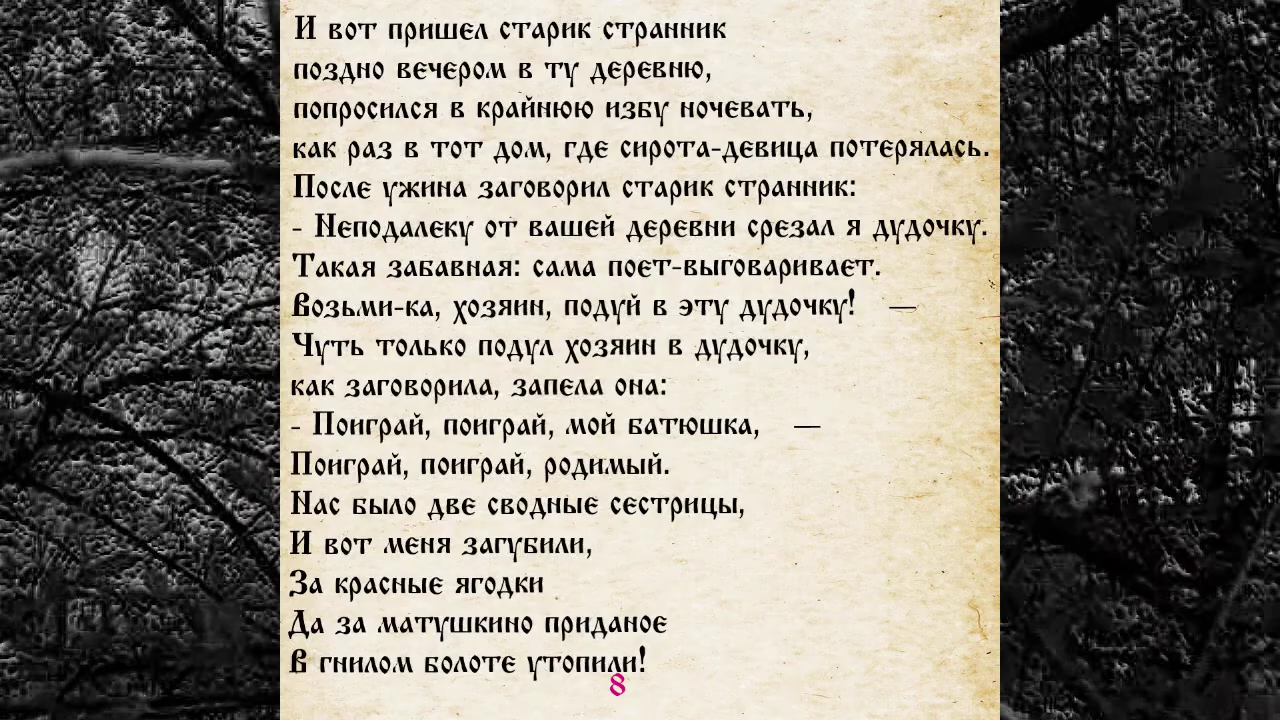 И вот пришел старик странник
поздно вечером в ту деревню,
попросился в крайнюю избу ночевать,
как раз в тот дом, где сирота-девица потерялась.
После ужина заговорил старик странник:
- Неподалеку от вашей деревни срезал я дудочку.
Такая забавная: сама поет-выговаривает.
Возьми-ка, хозяин, подуй в эту дудочку! —
Чуть только подул хозяин в дудочку,
как заговорила, запела она:
- Поиграй, поиграй, мой батюшка, —
Поиграй, поиграй, родимый.
Нас было две сводные сестрицы,
И вот меня загубили,
За красные ягодки
Да за матушкино приданое
В гнилом болоте утопили!
8